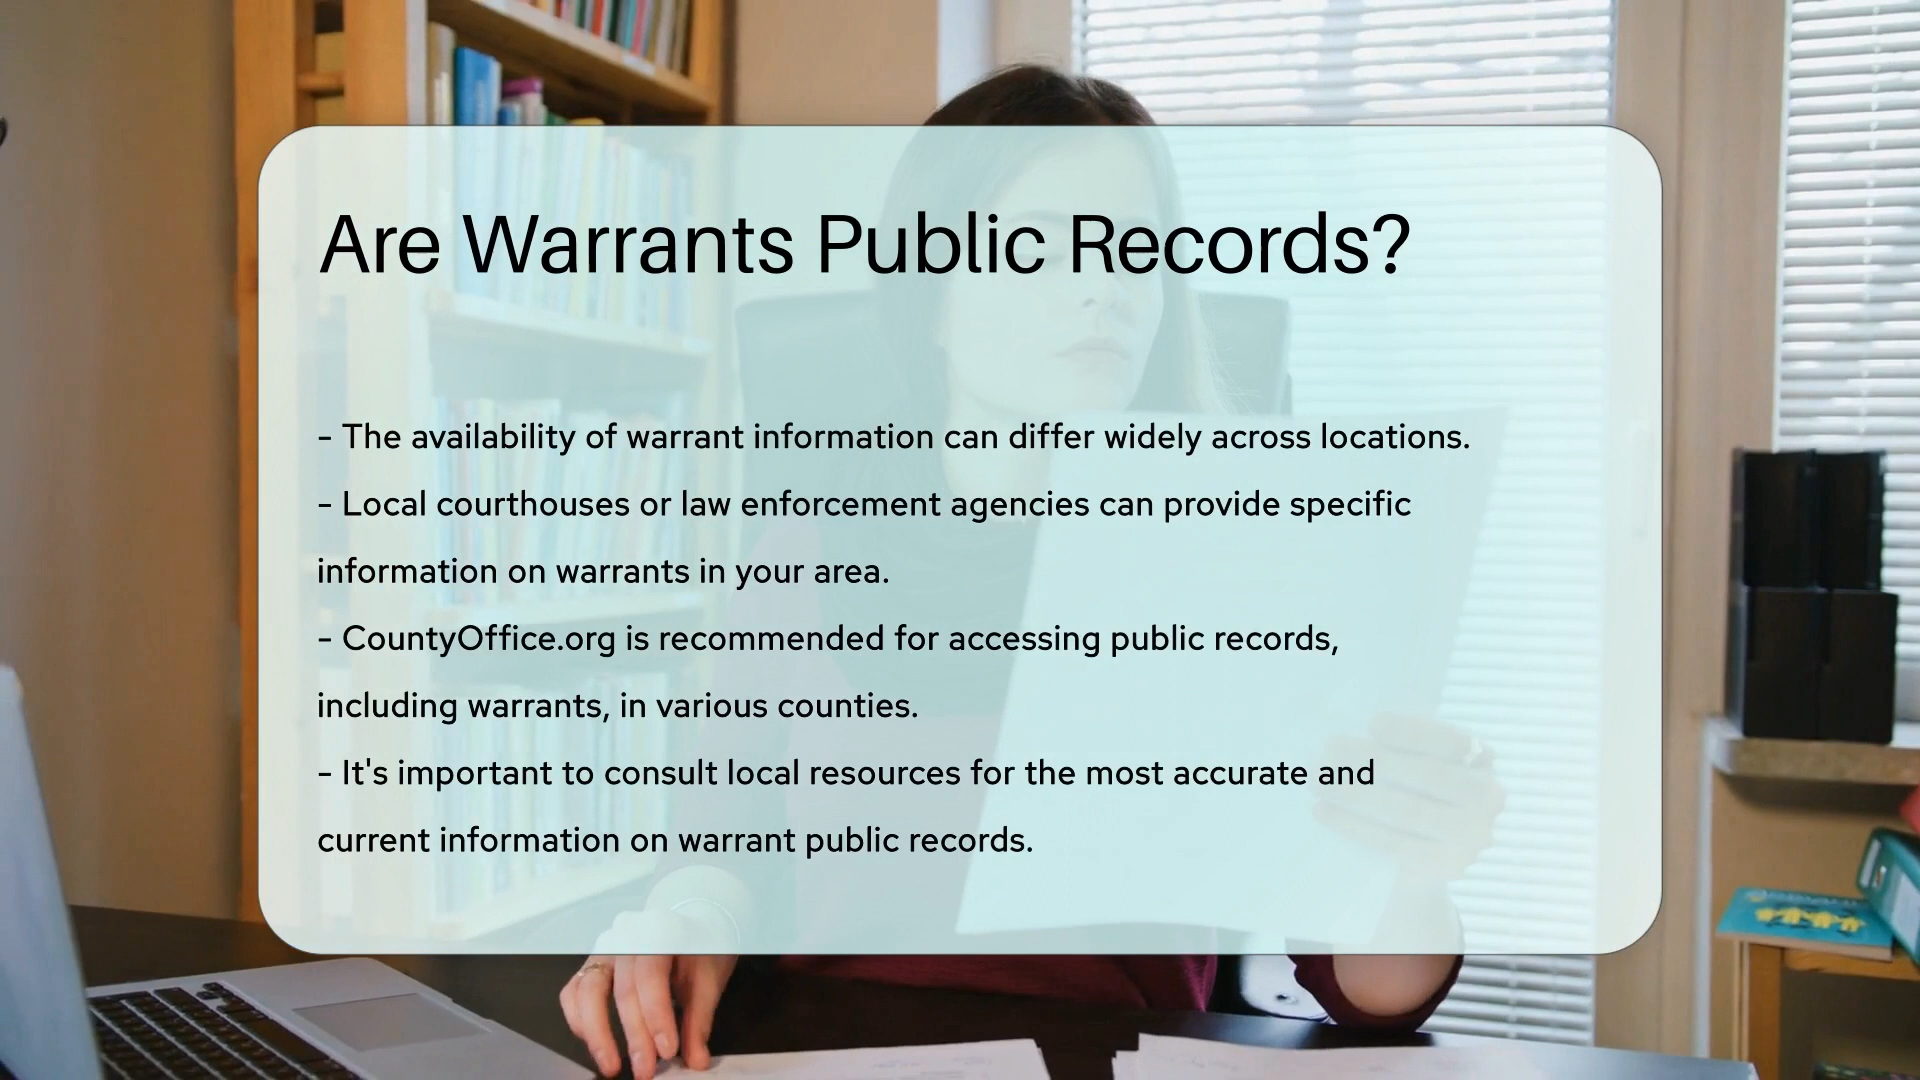 Are Warrants Public Records?
- The availability of warrant information can differ widely across locations.
- Local courthouses or law enforcement agencies can provide specific
information on warrants in your area.
- CountyOffice.org is recommended for accessing public records,
including warrants, in various counties.
- It's important to consult local resources for the most accurate and
current information on warrant public records.